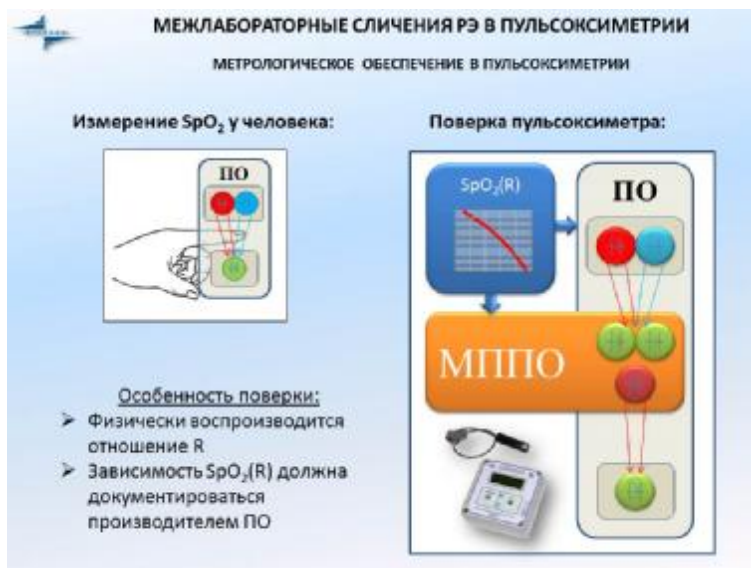 МЕЖЛАБОРАТОРНЫЕ СЛИЧЕНИЯ РЭ В ПУЛЬСОКСИМЕТРИИ
МЕТРОЛОГИЧЕСКОЕ ОБЕСПЕЧЕНИЕ В ПУЛЬСОКСИМЕТРИИ
Измерение SpO₂ у человека:
ПО
Особенность поверки:
➢ Физически воспроизводится
отношение R
➢ Зависимость SpO₂(R) должна
документироваться
производителем ПО
Поверка пульсоксиметра:
SpO₂(R)
ПО
МППО